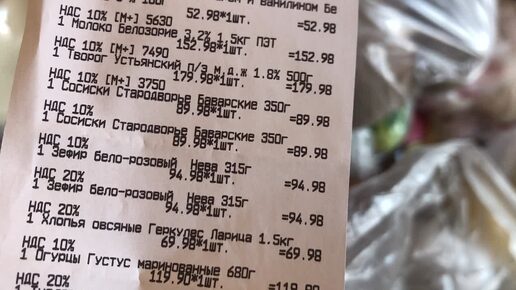 и ванилином Бе
52.98*1шт. =52.98
НДС 10% [М+] 5630
1 Молоко Белозорие 3,2% 1,5кг ПЭТ
152.98*1шт. =152.98
НДС 10% [М+] 7490
1 Творог Устьянский п/э м.д.ж 1.8% 500г
179.98*1шт. =179.98
НДС 10% [М+] 3750
1 Сосиски Стародворье Баварские 350г
89.98*1шт. =89.98
НДС 10%
1 Сосиски Стародворье Баварские 350г
89.98*1шт. =89.98
НДС 10%
1 Зефир бело-розовый Нева 315г
94.98*1шт. =94.98
НДС 20%
1 Зефир бело-розовый Нева 315г
94.98*1шт. =94.98
НДС 20%
1 Хлопья овсяные Геркулес Ларица 1.5кг
69.98*1шт. =69.98
НДС 10%
1 Огурцы Густус маринованные 680г
119.90*1шт. =119.90
НДС 20%